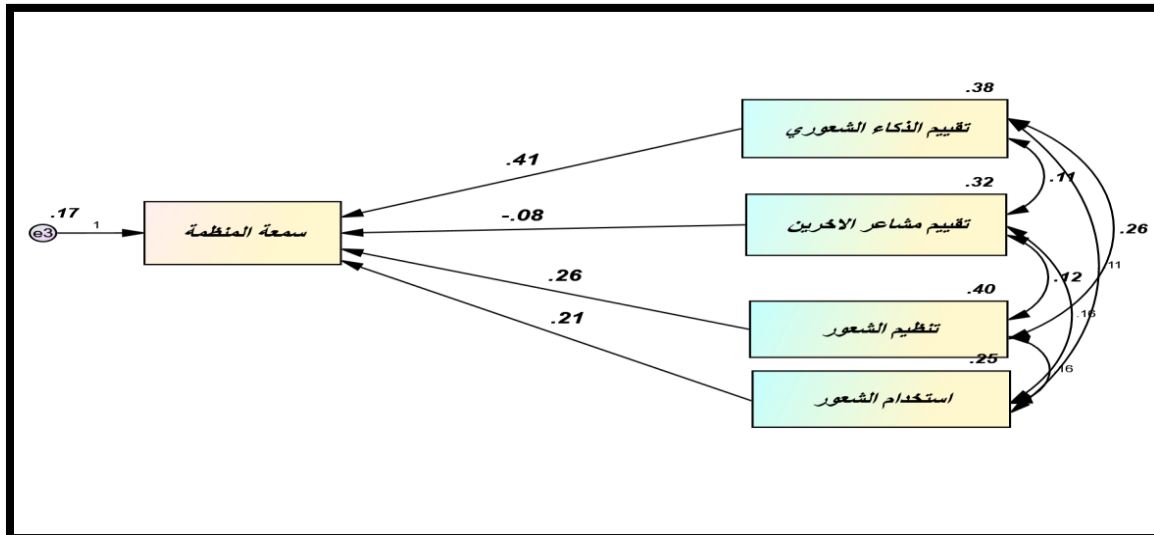 .38
تقييم الذكاء الشعوري
.41
.11
.32
.17
e3
1
سمعة المنظمة
-.08
تقييم مشاعر الاخرين
.26
.26
.12
11
.40
.16
تنظيم الشعور
.21
.25
16
استخدام الشعور